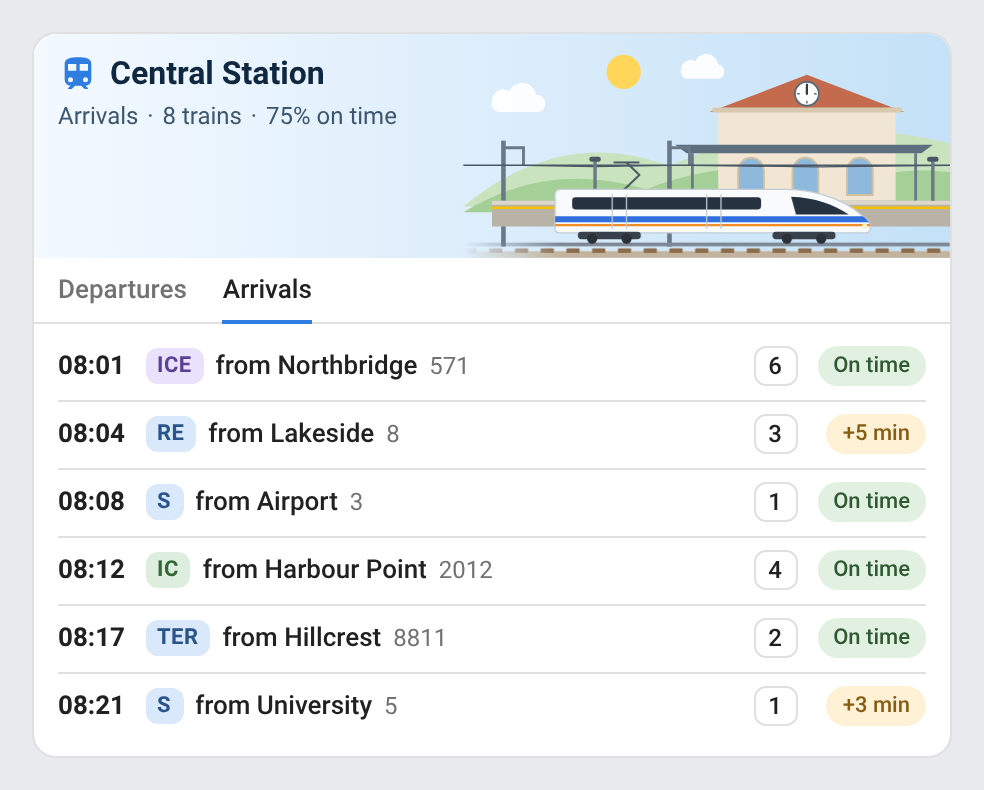 Central Station
Arrivals · 8 trains · 75% on time
Departures Arrivals
08:01 ICE from Northbridge 571 6 On time
08:04 RE from Lakeside 8 3 +5 min
08:08 S from Airport 3 1 On time
08:12 IC from Harbour Point 2012 4 On time
08:17 TER from Hillcrest 8811 2 On time
08:21 S from University 5 1 +3 min